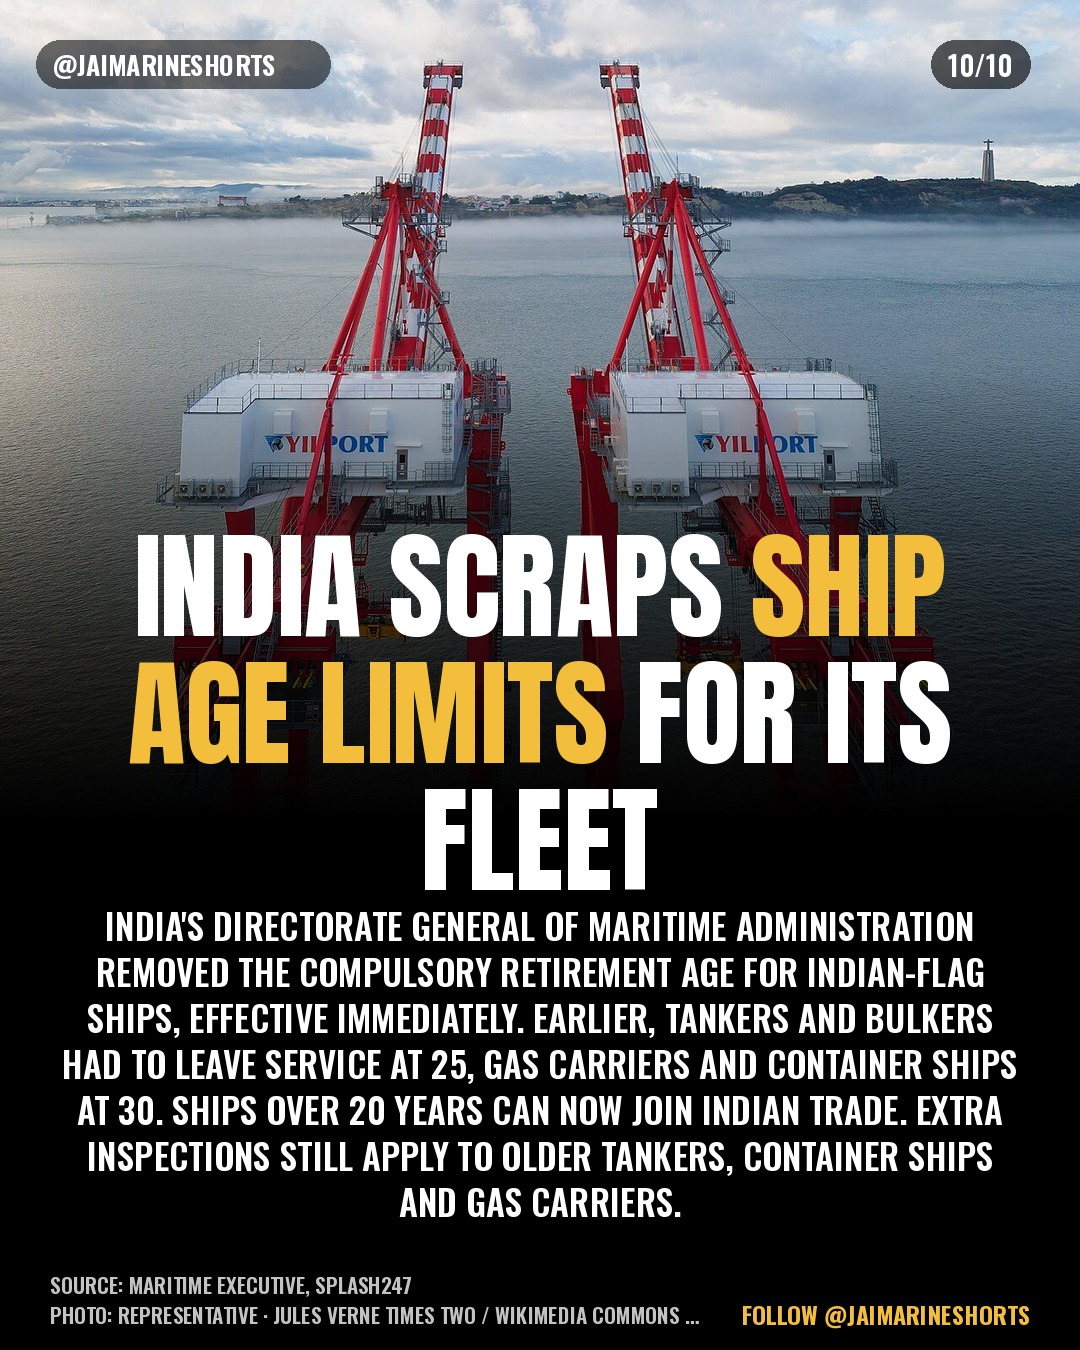 @JAIMARINESHORTS
10/10
YILPORT
YILPORT
INDIA SCRAPS SHIP
AGE LIMITS FOR ITS
FLEET
INDIA'S DIRECTORATE GENERAL OF MARITIME ADMINISTRATION
REMOVED THE COMPULSORY RETIREMENT AGE FOR INDIAN-FLAG
SHIPS, EFFECTIVE IMMEDIATELY. EARLIER, TANKERS AND BULKERS
HAD TO LEAVE SERVICE AT 25, GAS CARRIERS AND CONTAINER SHIPS
AT 30. SHIPS OVER 20 YEARS CAN NOW JOIN INDIAN TRADE. EXTRA
INSPECTIONS STILL APPLY TO OLDER TANKERS, CONTAINER SHIPS
AND GAS CARRIERS.
SOURCE: MARITIME EXECUTIVE, SPLASH247
PHOTO: REPRESENTATIVE · JULES VERNE TIMES TWO / WIKIMEDIA COMMONS ...
FOLLOW @JAIMARINESHORTS